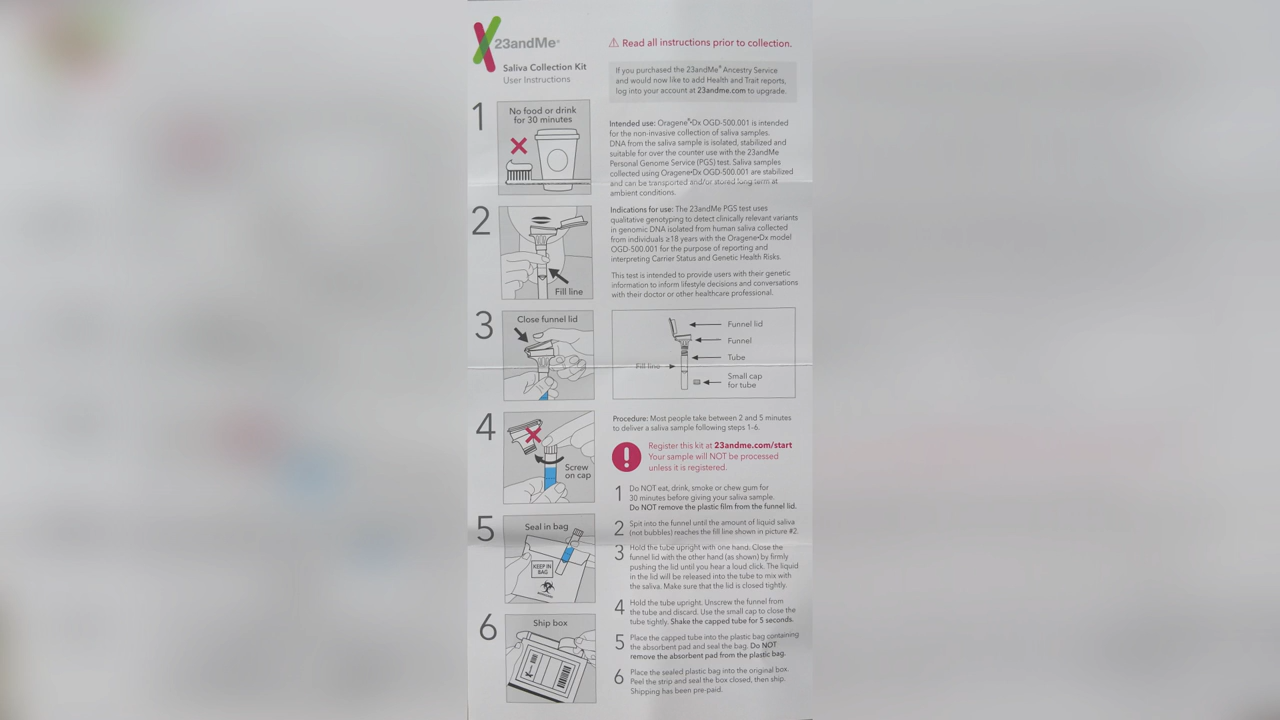 23andMe®
Saliva Collection Kit
User Instructions
1
No food or drink
for 30 minutes
2
Fill line
3
Close funnel lid
4
Screw
on cap
5
Seal in bag
KEEP IN
BAG
6
Ship box
⚠ Read all instructions prior to collection.
If you purchased the 23andMe® Ancestry Service
and would now like to add Health and Trait reports,
log into your account at 23andme.com to upgrade.
Intended use: Oragene®•Dx OGD-500.001 is intended
for the non-invasive collection of saliva samples.
DNA from the saliva sample is isolated, stabilized and
suitable for over the counter use with the 23andMe
Personal Genome Service (PGS) test. Saliva samples
collected using Oragene•Dx OGD-500.001 are stabilized
and can be transported and/or stored long term at
ambient conditions.
Indications for use: The 23andMe PGS test uses
qualitative genotyping to detect clinically relevant variants
in genomic DNA isolated from human saliva collected
from individuals ≥18 years with the Oragene•Dx model
OGD-500.001 for the purpose of reporting and
interpreting Carrier Status and Genetic Health Risks.
This test is intended to provide users with their genetic
information to inform lifestyle decisions and conversations
with their doctor or other healthcare professional.
Funnel lid
Funnel
Tube
Fill line
Small cap
for tube
Procedure: Most people take between 2 and 5 minutes
to deliver a saliva sample following steps 1-6.
! Register this kit at 23andme.com/start
Your sample will NOT be processed
unless it is registered.
1 Do NOT eat, drink, smoke or chew gum for
30 minutes before giving your saliva sample.
Do NOT remove the plastic film from the funnel lid.
2 Spit into the funnel until the amount of liquid saliva
(not bubbles) reaches the fill line shown in picture #2.
3 Hold the tube upright with one hand. Close the
funnel lid with the other hand (as shown) by firmly
pushing the lid until you hear a loud click. The liquid
in the lid will be released into the tube to mix with
the saliva. Make sure that the lid is closed tightly.
4 Hold the tube upright. Unscrew the funnel from
the tube and discard. Use the small cap to close the
tube tightly. Shake the capped tube for 5 seconds.
5 Place the capped tube into the plastic bag containing
the absorbent pad and seal the bag. Do NOT
remove the absorbent pad from the plastic bag.
6 Place the sealed plastic bag into the original box.
Peel the strip and seal the box closed, then ship.
Shipping has been pre-paid.